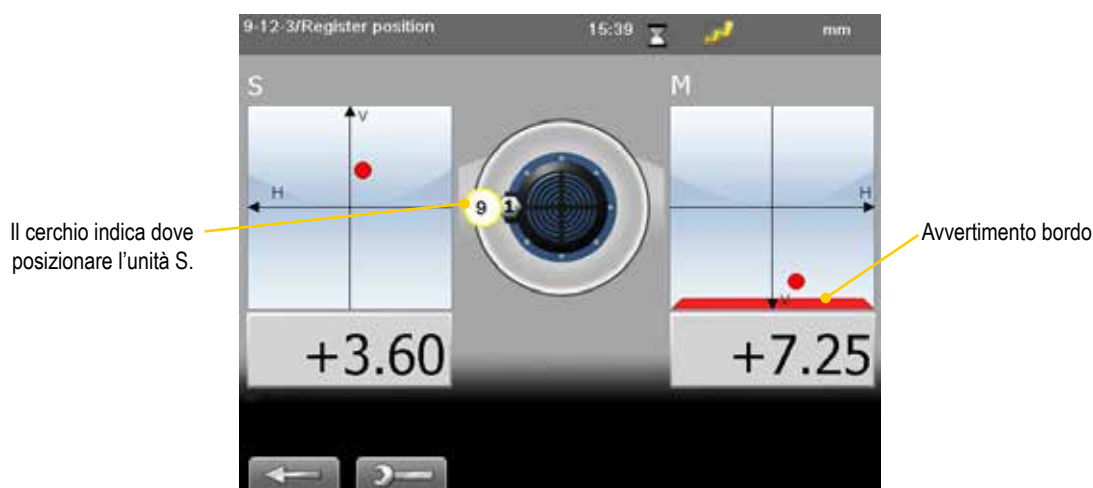 9-12-3/Register position 15:39 mm
S M
V
H H
9 1
Il cerchio indica dove
posizionare l'unità S.
Avvertimento bordo
V
+3.60 +7.25